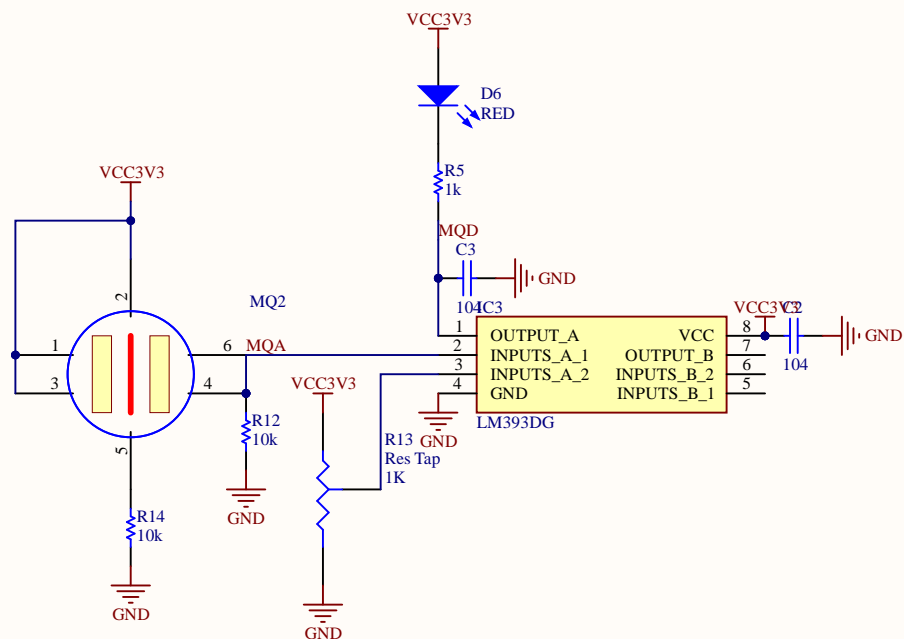 VCC3V3
D6
RED
R5
1k
MQD
C3
GND
104
IC3
VCC3V3
C2
GND
104
1
OUTPUT_A
VCC
8
2
INPUTS_A_1
OUTPUT_B
7
3
INPUTS_A_2
INPUTS_B_2
6
4
GND
INPUTS_B_1
5
LM393DG
GND
VCC3V3
2
MQ2
1
6
MQA
3
4
5
R12
10k
GND
R14
10k
GND
VCC3V3
R13
Res Tap
1K
GND